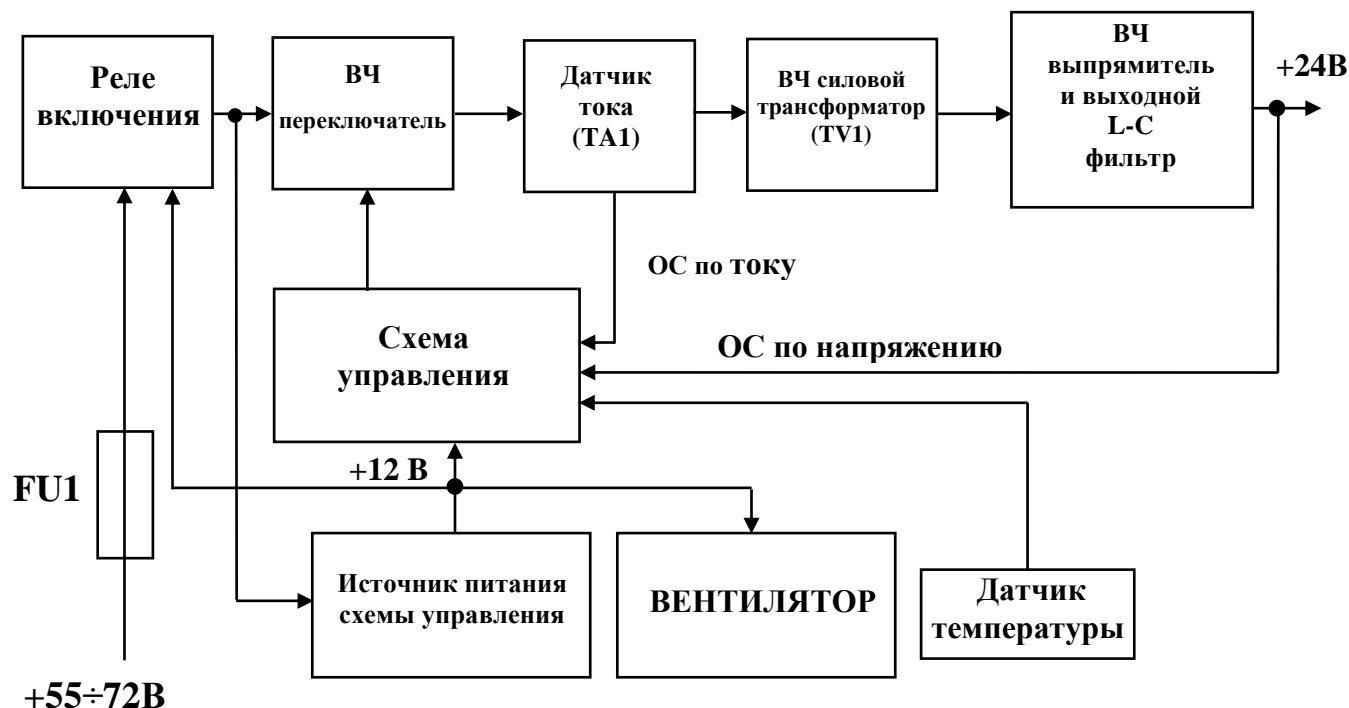 Реле
включения
ВЧ
переключатель
Датчик
тока
(ТА1)
ВЧ силовой
трансформатор
(TV1)
ВЧ
выпрямитель
и выходной
L-C
фильтр
+24В
ОС по току
Схема
управления
ОС по напряжению
+12 В
FU1
Источник питания
схемы управления
ВЕНТИЛЯТОР
Датчик
температуры
+55÷72В